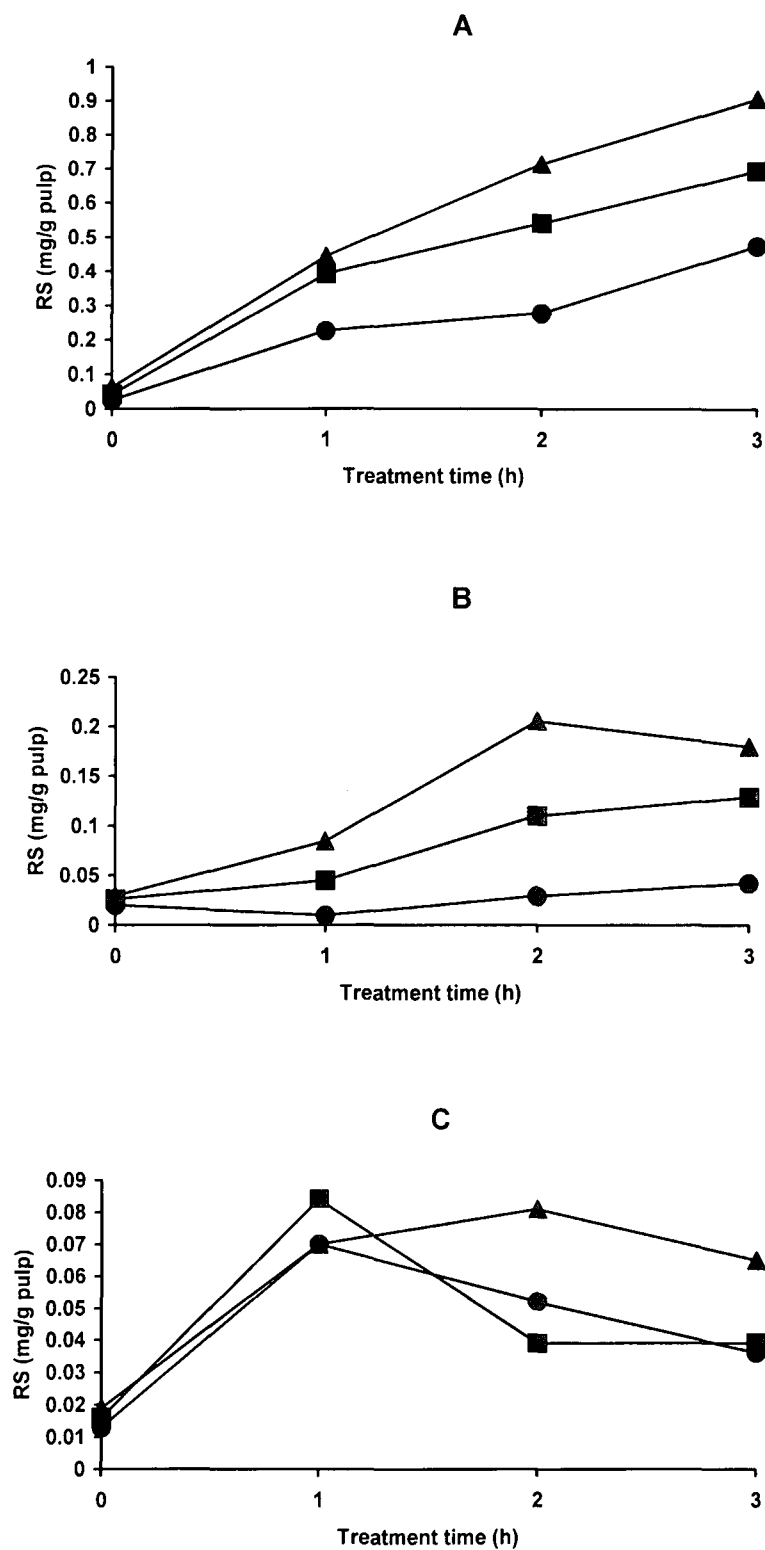 A
1
0.9
0.8
0.7
0.6
0.5
0.4
0.3
0.2
0.1
0
RS (mg/g pulp)
0 1 2 3
Treatment time (h)
B
0.25
0.2
0.15
0.1
0.05
0
RS (mg/g pulp)
0 1 2 3
Treatment time (h)
C
0.09
0.08
0.07
0.06
0.05
0.04
0.03
0.02
0.01
0
RS (mg/g pulp)
0 1 2 3
Treatment time (h)